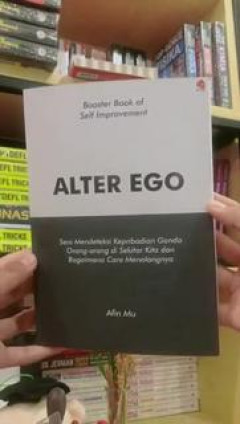 Booster Book of
Self Improvement
ALTER EGO
Seni Mendeteksi Kepribadian Ganda
Orang-orang di Sekitar Kita dan
Bagaimana Cara Menolongnya
Afin Mu